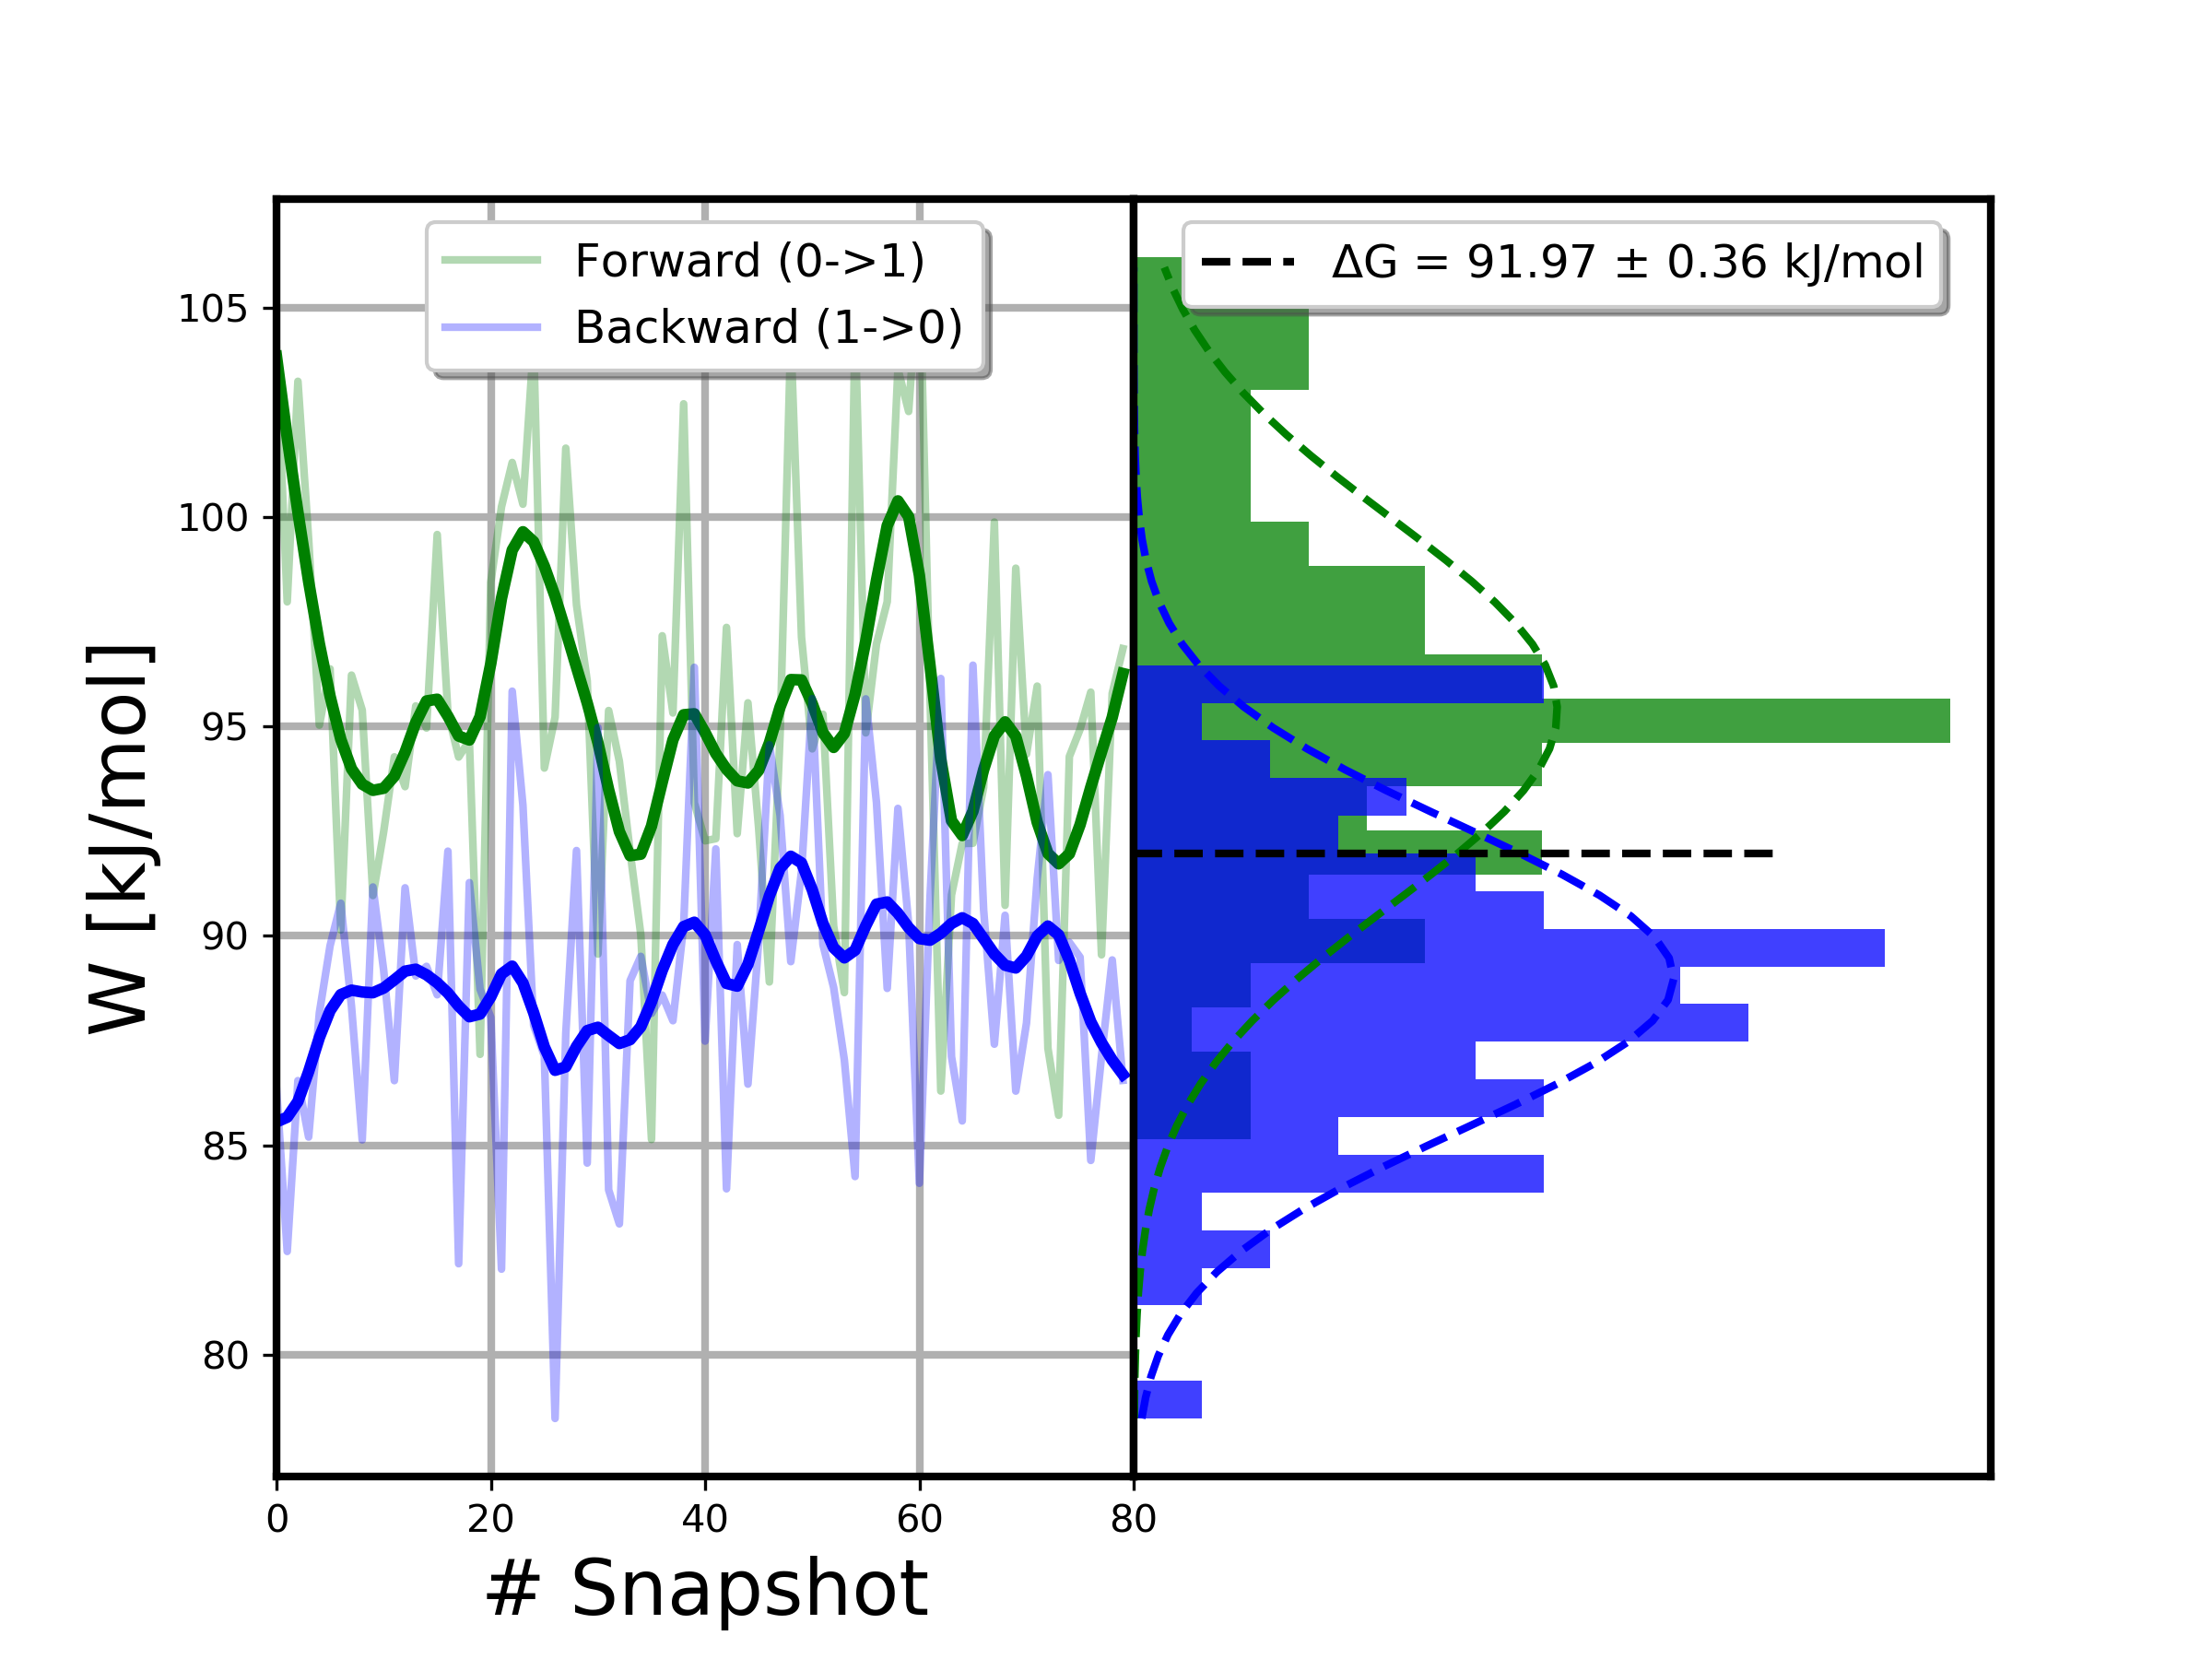 Forward (0->1)
Backward (1->0)
ΔG = 91.97 ± 0.36 kJ/mol
W [kJ/mol]
105
100
95
90
85
80
0 20 40 60 80
# Snapshot